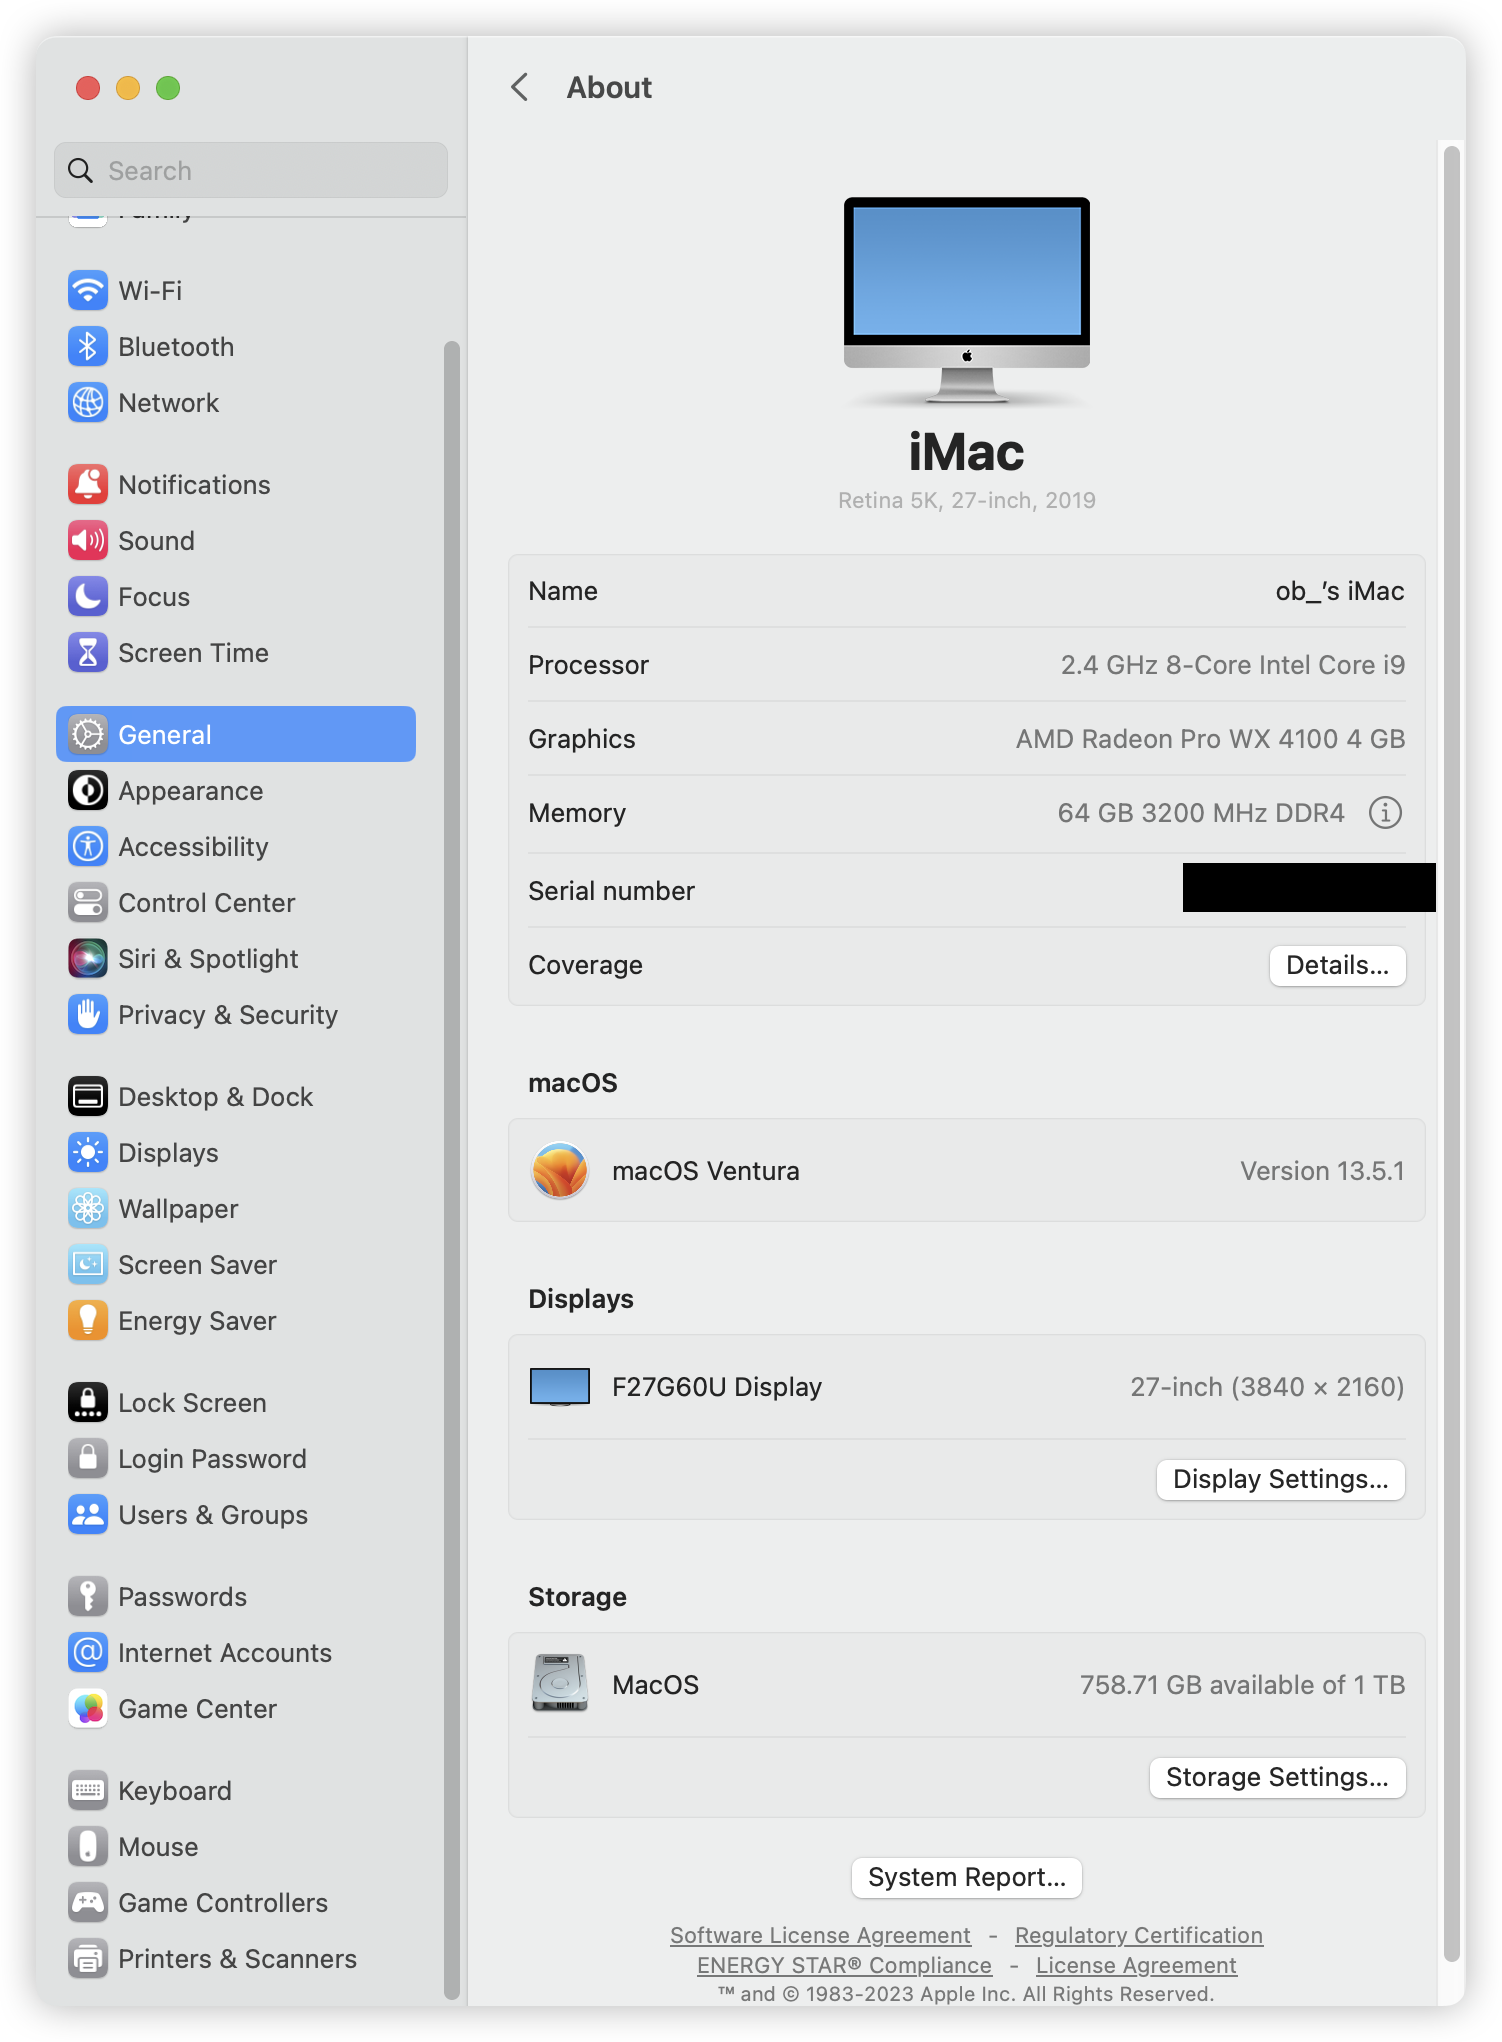 About
Search
Family
Wi-Fi
Bluetooth
Network
Notifications
Sound
Focus
Screen Time
General
Appearance
Accessibility
Control Center
Siri & Spotlight
Privacy & Security
Desktop & Dock
Displays
Wallpaper
Screen Saver
Energy Saver
Lock Screen
Login Password
Users & Groups
Passwords
Internet Accounts
Game Center
Keyboard
Mouse
Game Controllers
Printers & Scanners
iMac
Retina 5K, 27-inch, 2019
Name ob_’s iMac
Processor 2.4 GHz 8-Core Intel Core i9
Graphics AMD Radeon Pro WX 4100 4 GB
Memory 64 GB 3200 MHz DDR4
Serial number
Coverage Details...
macOS
macOS Ventura Version 13.5.1
Displays
F27G60U Display 27-inch (3840 × 2160)
Display Settings...
Storage
MacOS 758.71 GB available of 1 TB
Storage Settings...
System Report...
Software License Agreement - Regulatory Certification
ENERGY STAR® Compliance - License Agreement
™ and © 1983-2023 Apple Inc. All Rights Reserved.